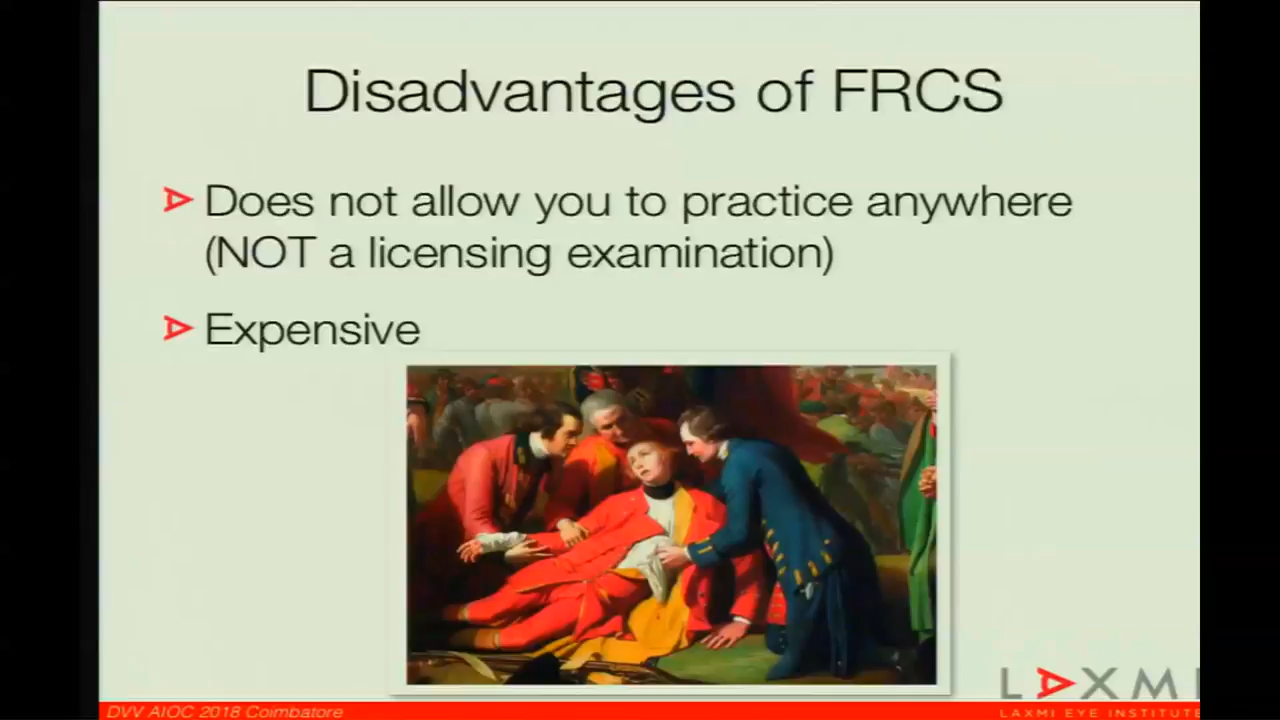 Disadvantages of FRCS
Does not allow you to practice anywhere
(NOT a licensing examination)
Expensive
LAXMI
DVV AIOC 2018 Coimbatore
LAXMI EYE INSTITUTE